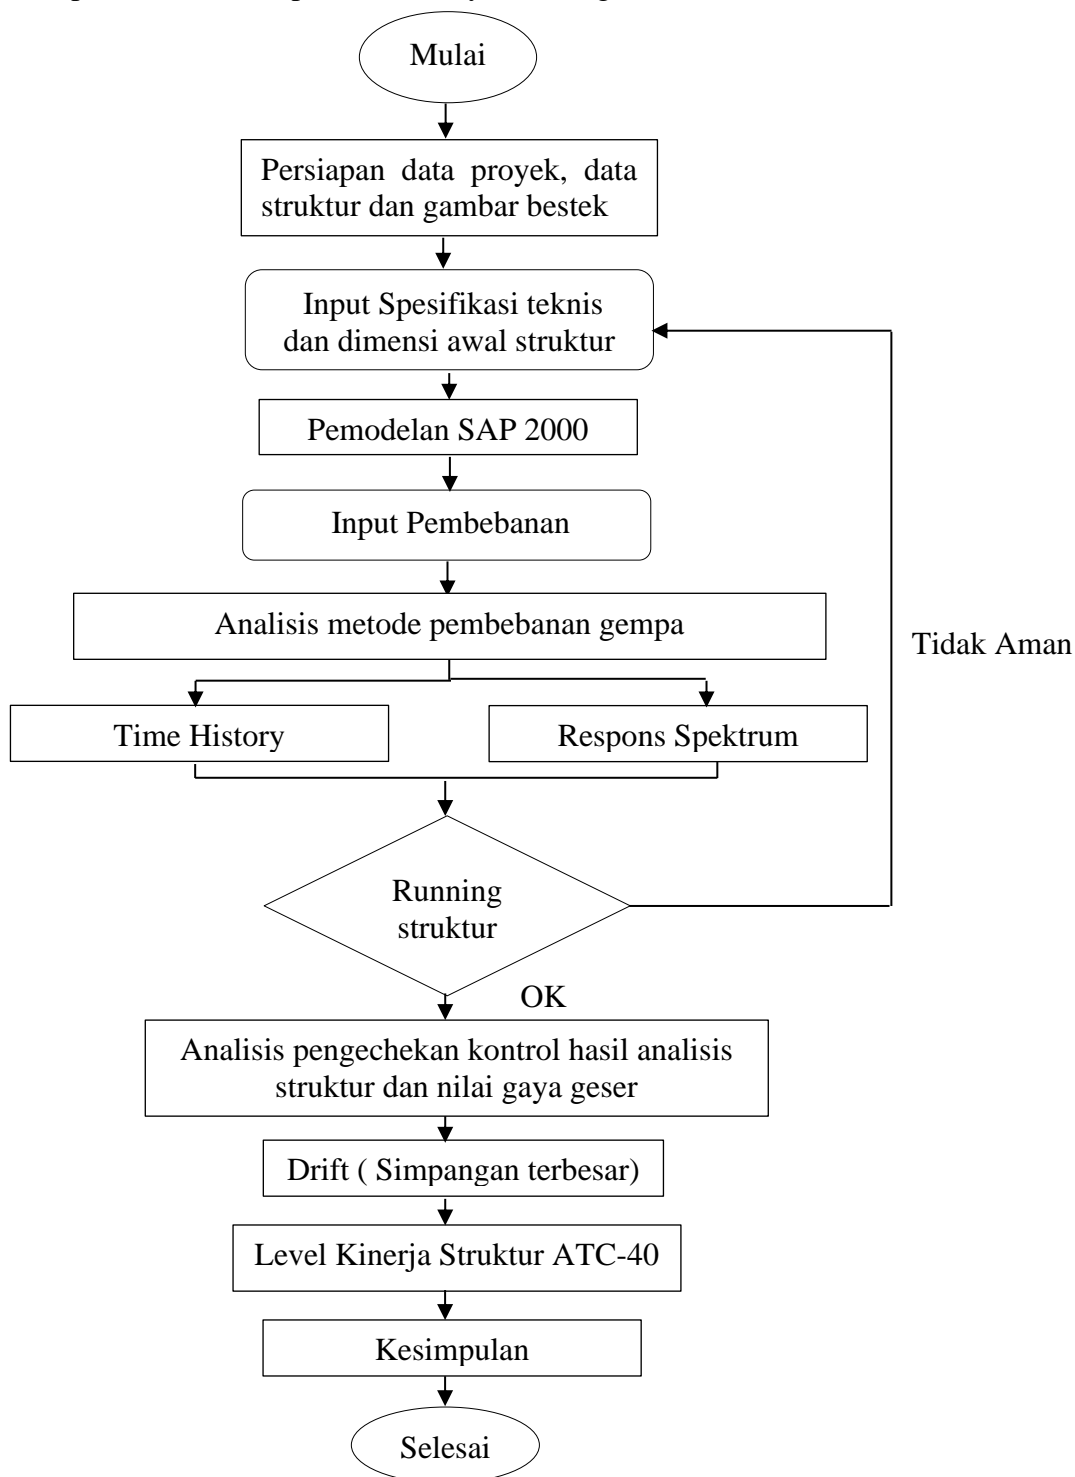 Mulai
Persiapan data proyek, data
struktur dan gambar bestek
Input Spesifikasi teknis
dan dimensi awal struktur
Pemodelan SAP 2000
Input Pembebanan
Analisis metode pembebanan gempa
Tidak Aman
Time History
Respons Spektrum
Running
struktur
OK
Analisis pengechekan kontrol hasil analisis
struktur dan nilai gaya geser
Drift ( Simpangan terbesar)
Level Kinerja Struktur ATC-40
Kesimpulan
Selesai